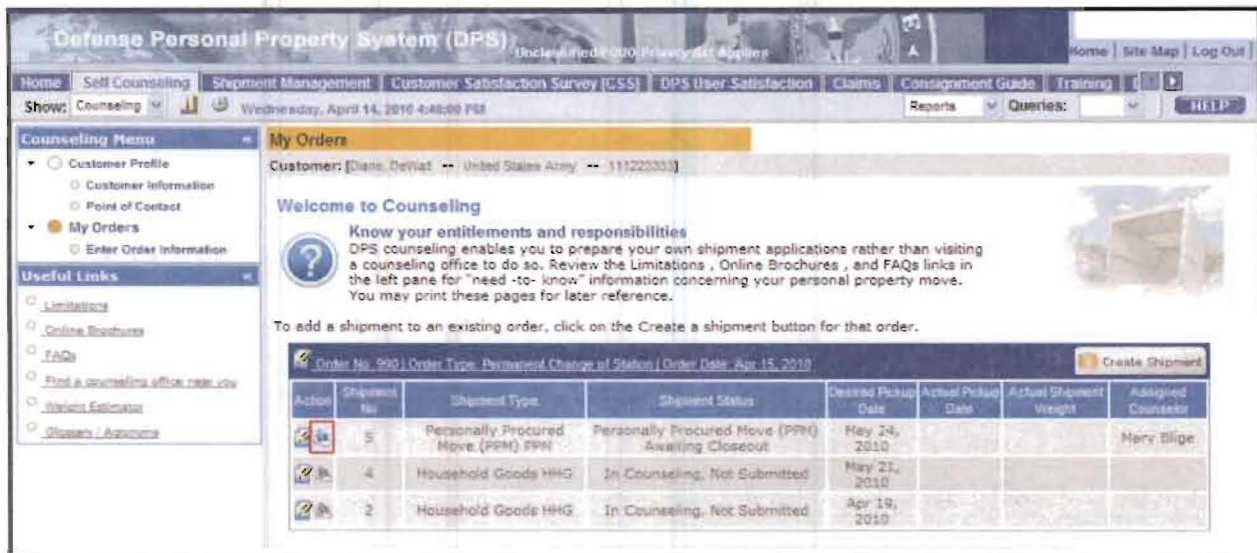 Defense Personal Property System (DPS)
Home | Site Map | Log Out
Home Self Counseling Shipment Management Customer Satisfaction Survey [CSS] DPS User Satisfaction Claims Consignment Guide Training
Show: Counseling Wednesday, April 14, 2010 Reports Queries: HELP
Counseling Menu
Customer Profile
Customer Information
Point of Contact
My Orders
Enter Order Information
Useful Links
Limitations
Online Brochures
FAQs
Find a counseling office near you
Weight Estimator
Glossary / Acronyms
My Orders
Customer: [Diana -- United States Army -- 111223333]
Welcome to Counseling
Know your entitlements and responsibilities
DPS counseling enables you to prepare your own shipment applications rather than visiting
a counseling office to do so. Review the Limitations , Online Brochures , and FAQs links in
the left pane for "need -to- know" information concerning your personal property move.
You may print these pages for later reference.
To add a shipment to an existing order, click on the Create a shipment button for that order.
Order No: 990 | Order Type: Permanent Change of Station | Order Date: Apr 15, 2010 Create Shipment
Action Shipment No Shipment Type Shipment Status Desired Pickup Date Actual Pickup Date Actual Shipment Weight Assigned Counselor
5 Personally Procured Move (PPM) PPM Personally Procured Move (PPM) Awaiting Closeout May 24, 2010 Mary Blige
4 Household Goods HHG In Counseling, Not Submitted May 21, 2010
2 Household Goods HHG In Counseling, Not Submitted Apr 19, 2010